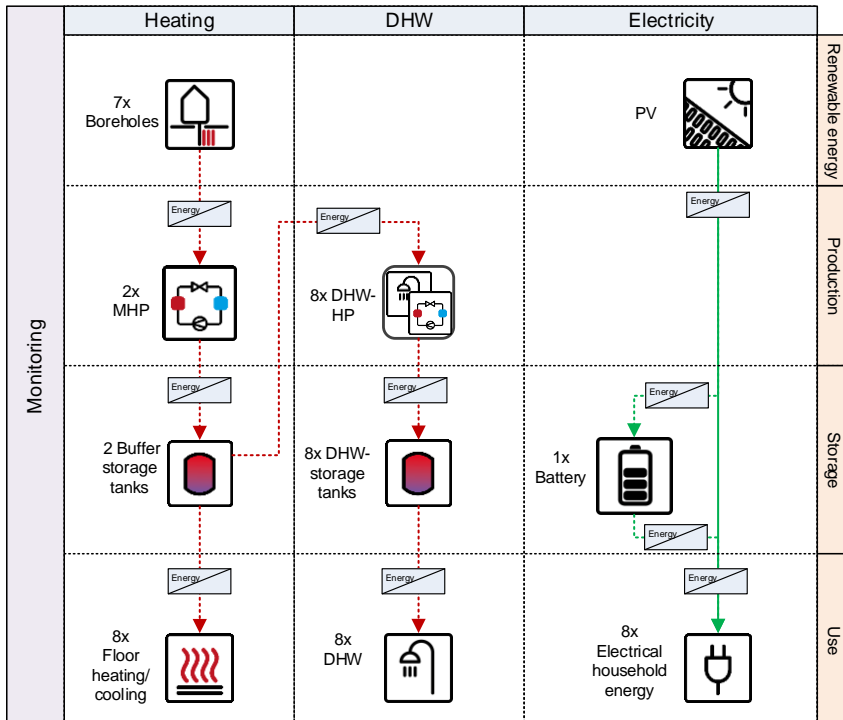 Heating
DHW
Electricity
Monitoring
Renewable energy
7x
Boreholes
PV
Energy
Energy
Energy
Production
2x
MHP
8x DHW-
HP
Energy
Energy
Energy
Storage
2 Buffer
storage
tanks
8x DHW-
storage
tanks
1x
Battery
Energy
Energy
Energy
Energy
Use
8x
Floor
heating/
cooling
8x
DHW
8x
Electrical
household
energy